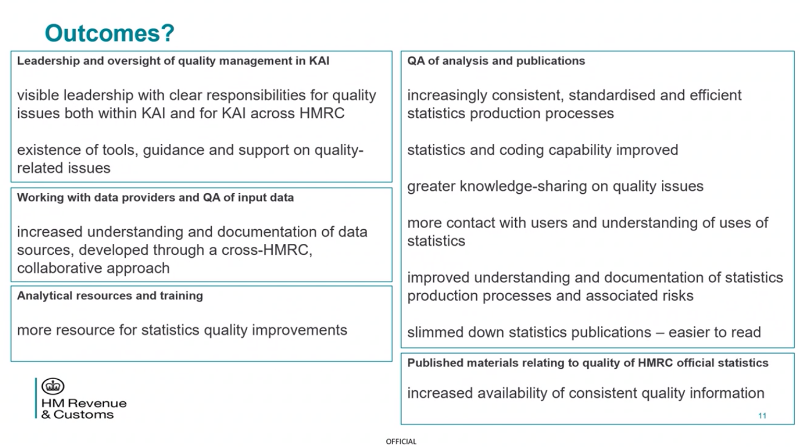 Outcomes?
Leadership and oversight of quality management in KAI
visible leadership with clear responsibilities for quality
issues both within KAI and for KAI across HMRC
existence of tools, guidance and support on quality-
related issues
Working with data providers and QA of input data
increased understanding and documentation of data
sources, developed through a cross-HMRC,
collaborative approach
Analytical resources and training
more resource for statistics quality improvements
QA of analysis and publications
increasingly consistent, standardised and efficient
statistics production processes
statistics and coding capability improved
greater knowledge-sharing on quality issues
more contact with users and understanding of uses of
statistics
improved understanding and documentation of statistics
production processes and associated risks
slimmed down statistics publications – easier to read
Published materials relating to quality of HMRC official statistics
increased availability of consistent quality information
HM Revenue
& Customs
11
OFFICIAL